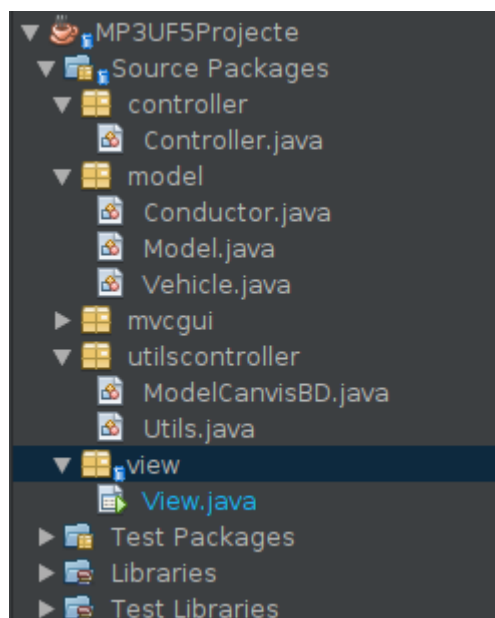 MP3UF5Projecte
Source Packages
controller
Controller.java
model
Conductor.java
Model.java
Vehicle.java
mvcgui
utilscontroller
ModelCanvisBD.java
Utils.java
view
View.java
Test Packages
Libraries
Test Libraries